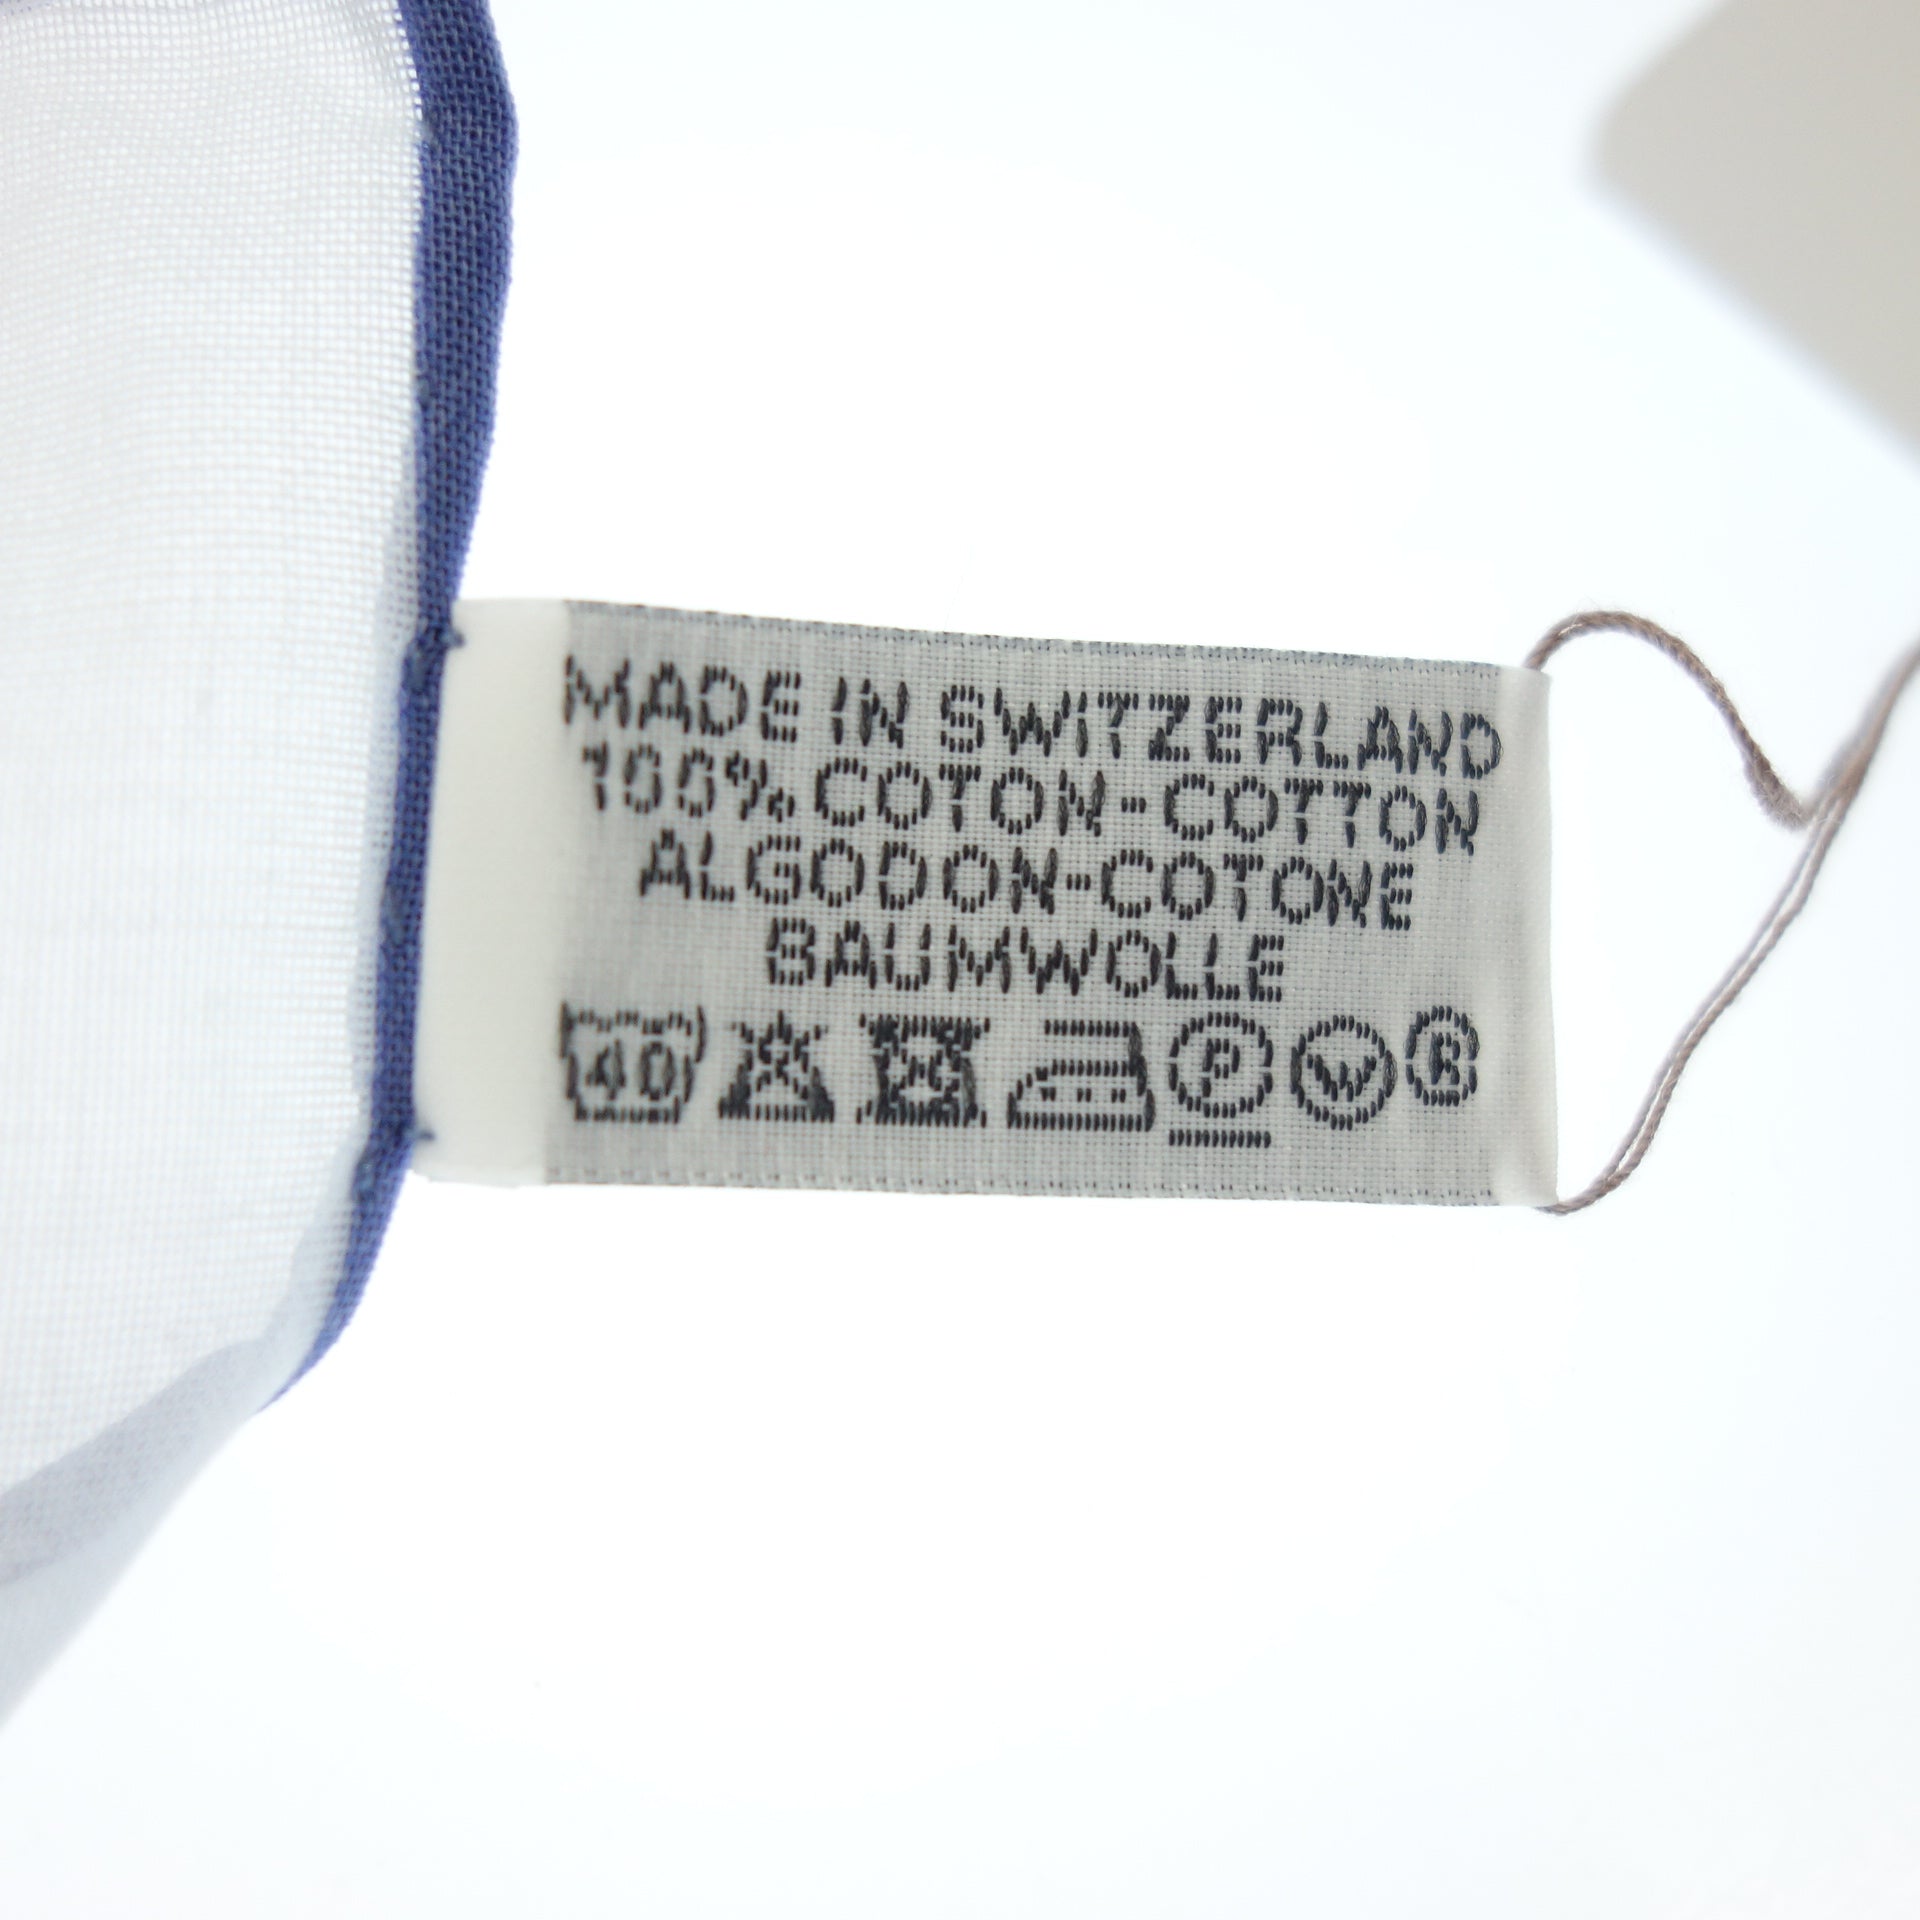 MADE IN SWITZERLAND
100% COTON-COTTON
ALGODON-COTONE
BAUMWOLLE
40 P W ®